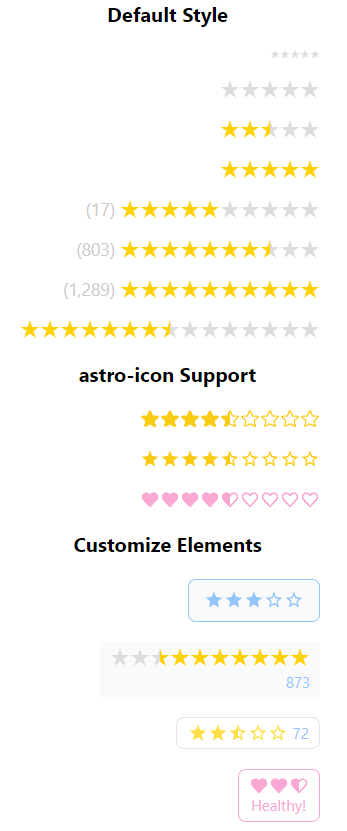 Default Style
(17)
(803)
(1,289)
astro-icon Support
Customize Elements
873
72
Healthy!